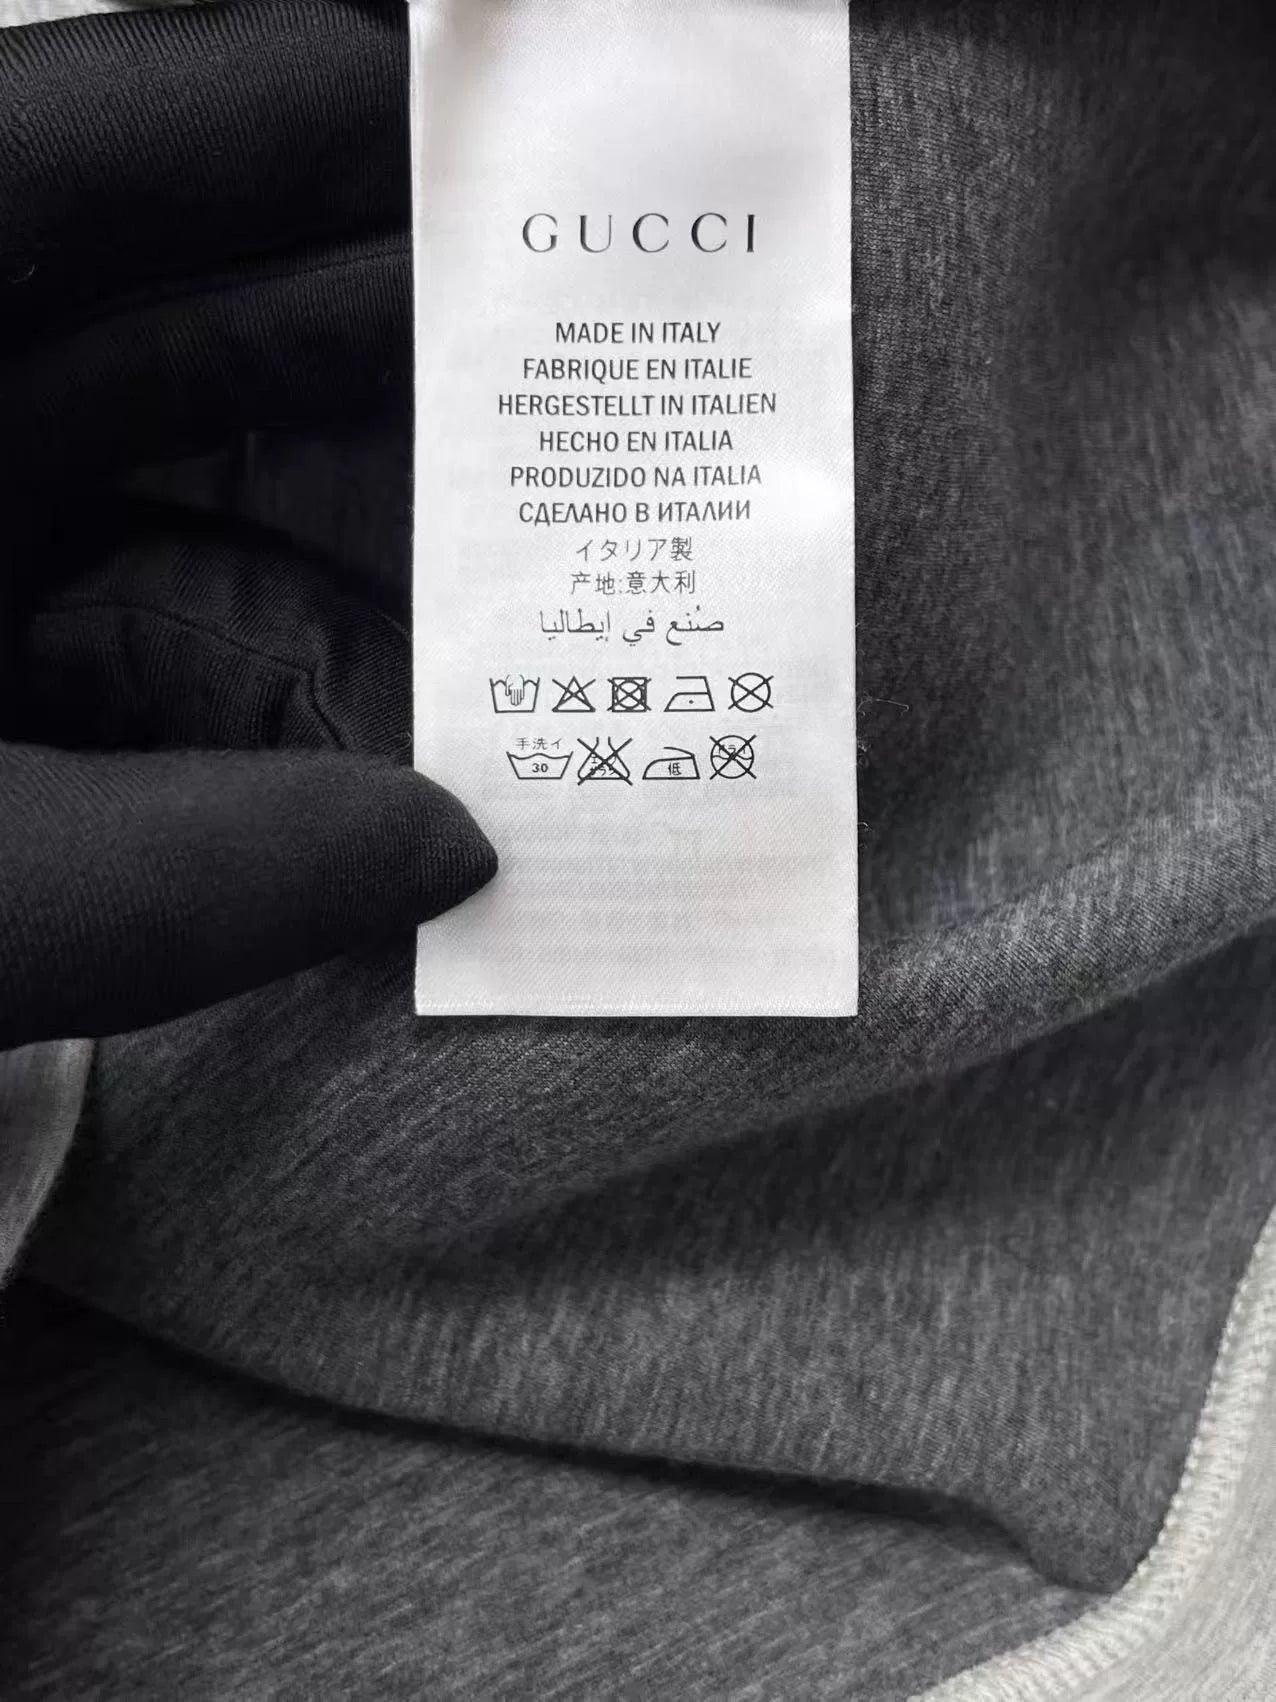 GUCCI
MADE IN ITALY
FABRIQUE EN ITALIE
HERGESTELLT IN ITALIEN
HECHO EN ITALIA
PRODUZIDO NA ITALIA
СДЕЛАНО В ИТАЛИИ
イタリア製
产地:意大利
صُنع في إيطاليا
手洗イ
30 低